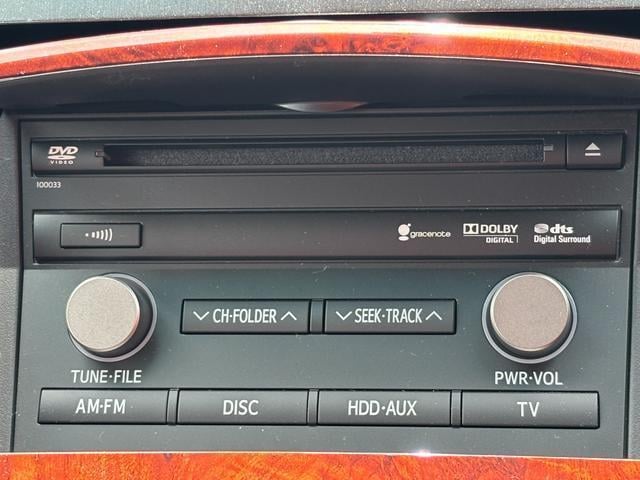 DVD
VIDEO
100033
gracenote
DOLBY
DIGITAL
dts
Digital Surround
CH·FOLDER
SEEK·TRACK
TUNE·FILE
PWR·VOL
AM·FM
DISC
HDD·AUX
TV